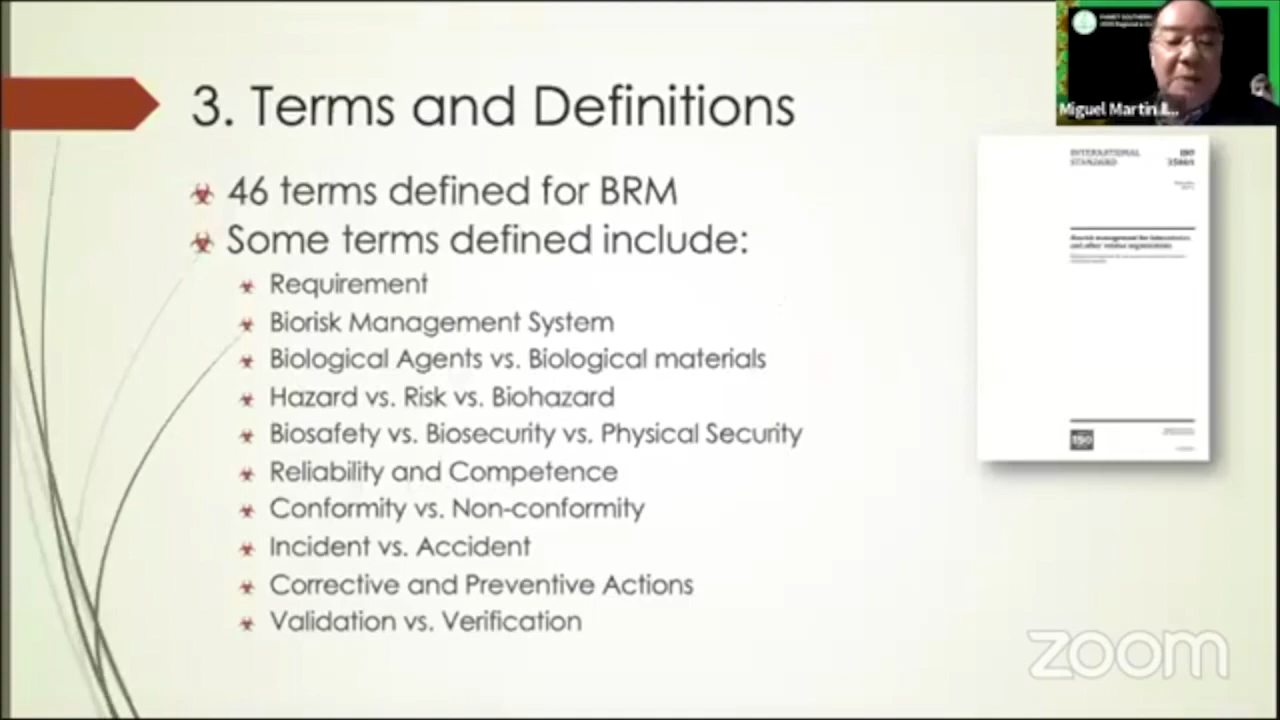 3. Terms and Definitions
46 terms defined for BRM
Some terms defined include:
Requirement
Biorisk Management System
Biological Agents vs. Biological materials
Hazard vs. Risk vs. Biohazard
Biosafety vs. Biosecurity vs. Physical Security
Reliability and Competence
Conformity vs. Non-conformity
Incident vs. Accident
Corrective and Preventive Actions
Validation vs. Verification
Miguel Martin
INTERNATIONAL
STANDARD
ISO
ISO
zoom